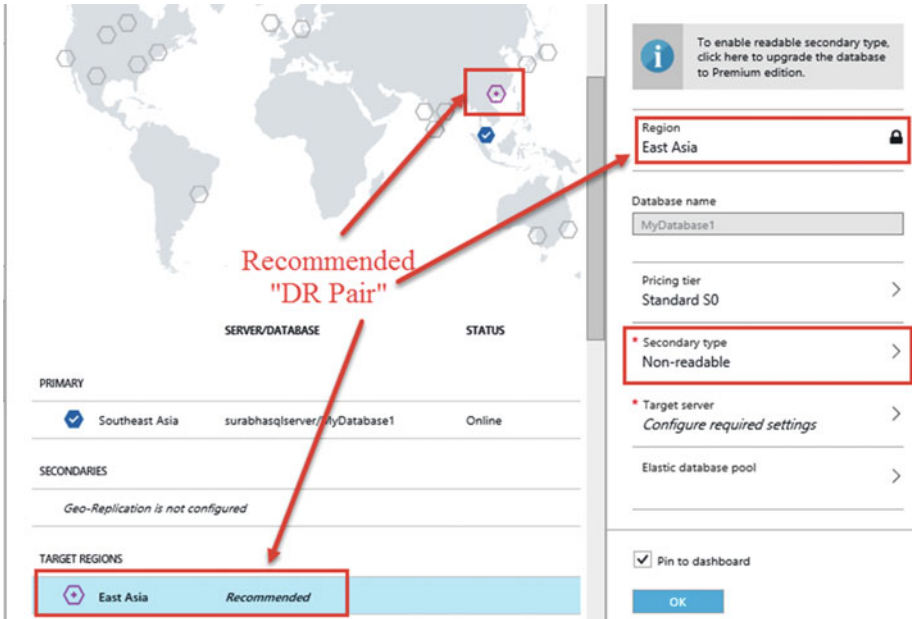 Recommended
"DR Pair"
SERVER/DATABASE STATUS
PRIMARY
Southeast Asia surabhasqlserver/MyDatabase1 Online
SECONDARIES
Geo-Replication is not configured
TARGET REGIONS
East Asia Recommended
To enable readable secondary type,
click here to upgrade the database
to Premium edition.
Region
East Asia
Database name
MyDatabase1
Pricing tier
Standard S0
* Secondary type
Non-readable
* Target server
Configure required settings
Elastic database pool
Pin to dashboard
OK